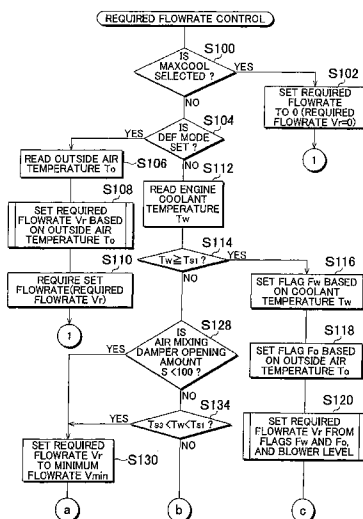 REQUIRED FLOWRATE CONTROL
S100
IS
MAXCOOL
SELECTED ?
YES
NO
S102
SET REQUIRED
FLOWRATE
TO 0 (REQUIRED
FLOWRATE Vr=0)
1
S104
IS
DEF MODE
SET ?
YES
NO
READ OUTSIDE AIR
TEMPERATURE To
S106
S108
SET REQUIRED
FLOWRATE Vr BASED
ON OUTSIDE AIR
TEMPERATURE To
S110
REQUIRE SET
FLOWRATE(REQUIRED
FLOWRATE Vr)
1
S112
READ ENGINE
COOLANT
TEMPERATURE
Tw
S114
Tw≧Ts1 ?
YES
NO
S116
SET FLAG Fw
BASED ON
COOLANT
TEMPERATURE Tw
S118
SET FLAG Fo BASED
ON OUTSIDE AIR
TEMPERATURE To
S120
SET REQUIRED
FLOWRATE Vr FROM
FLAGS Fw AND Fo,
AND BLOWER LEVEL
c
S128
IS
AIR MIXING
DAMPER OPENING
AMOUNT
S <100 ?
YES
NO
S134
Ts3<Tw<Ts1 ?
YES
NO
SET REQUIRED
FLOWRATE Vr
TO MINIMUM
FLOWRATE Vmin
S130
a
b